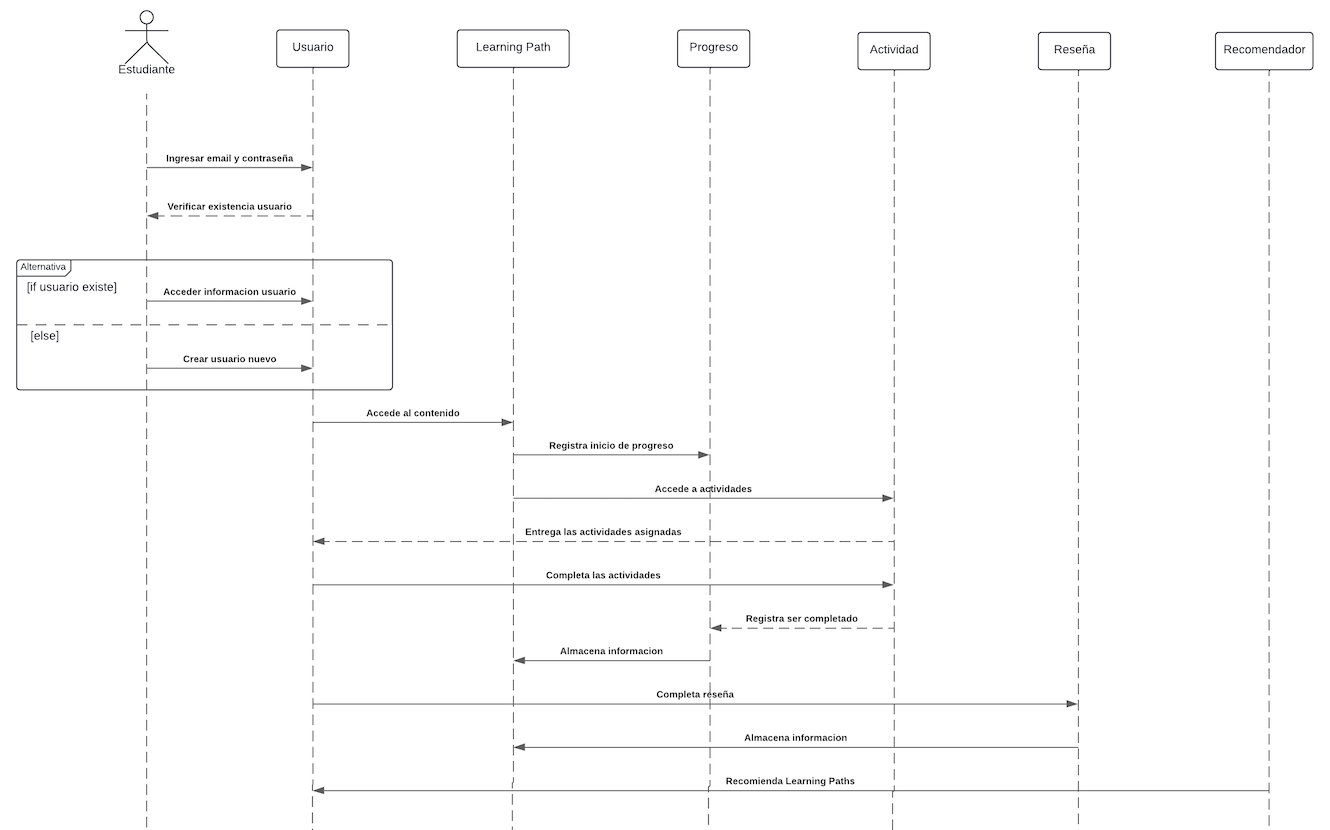 Estudiante
Usuario
Learning Path
Progreso
Actividad
Reseña
Recomendador
Ingresar email y contraseña
Verificar existencia usuario
Alternativa
[if usuario existe]
Acceder informacion usuario
[else]
Crear usuario nuevo
Accede al contenido
Registra inicio de progreso
Accede a actividades
Entrega las actividades asignadas
Completa las actividades
Registra ser completado
Almacena informacion
Completa reseña
Almacena informacion
Recomienda Learning Paths